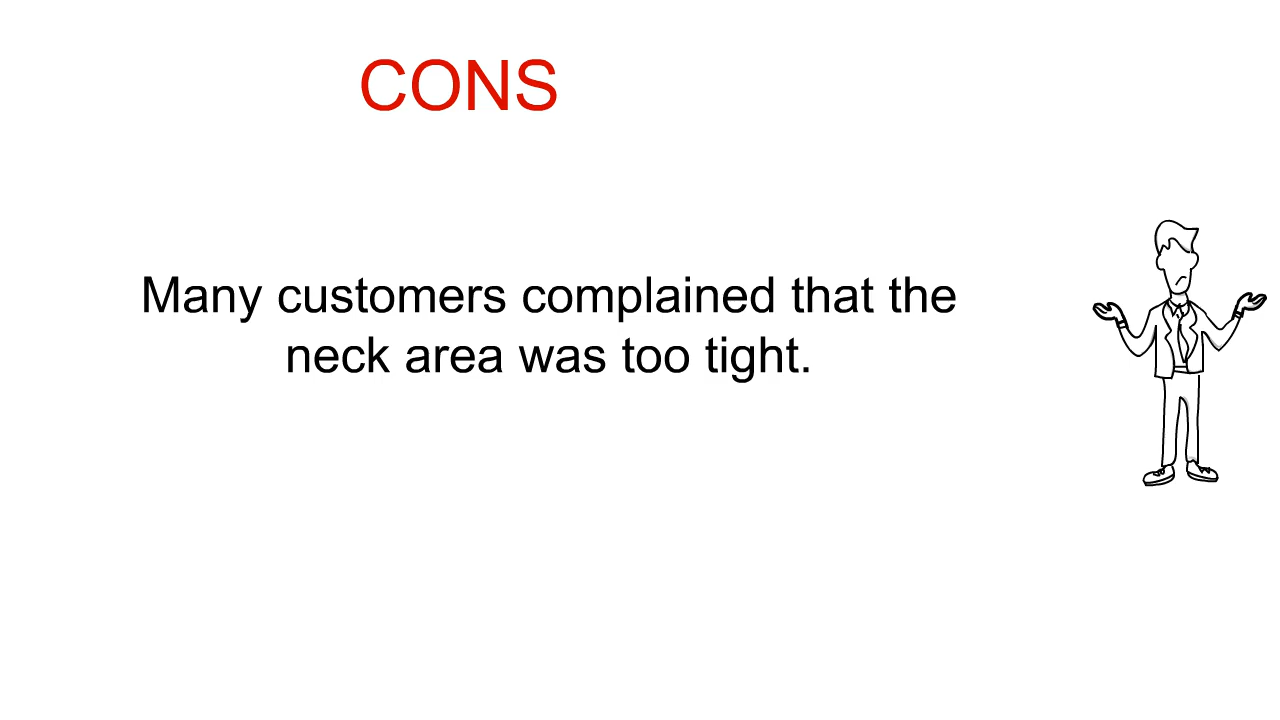 CONS
Many customers complained that the
neck area was too tight.